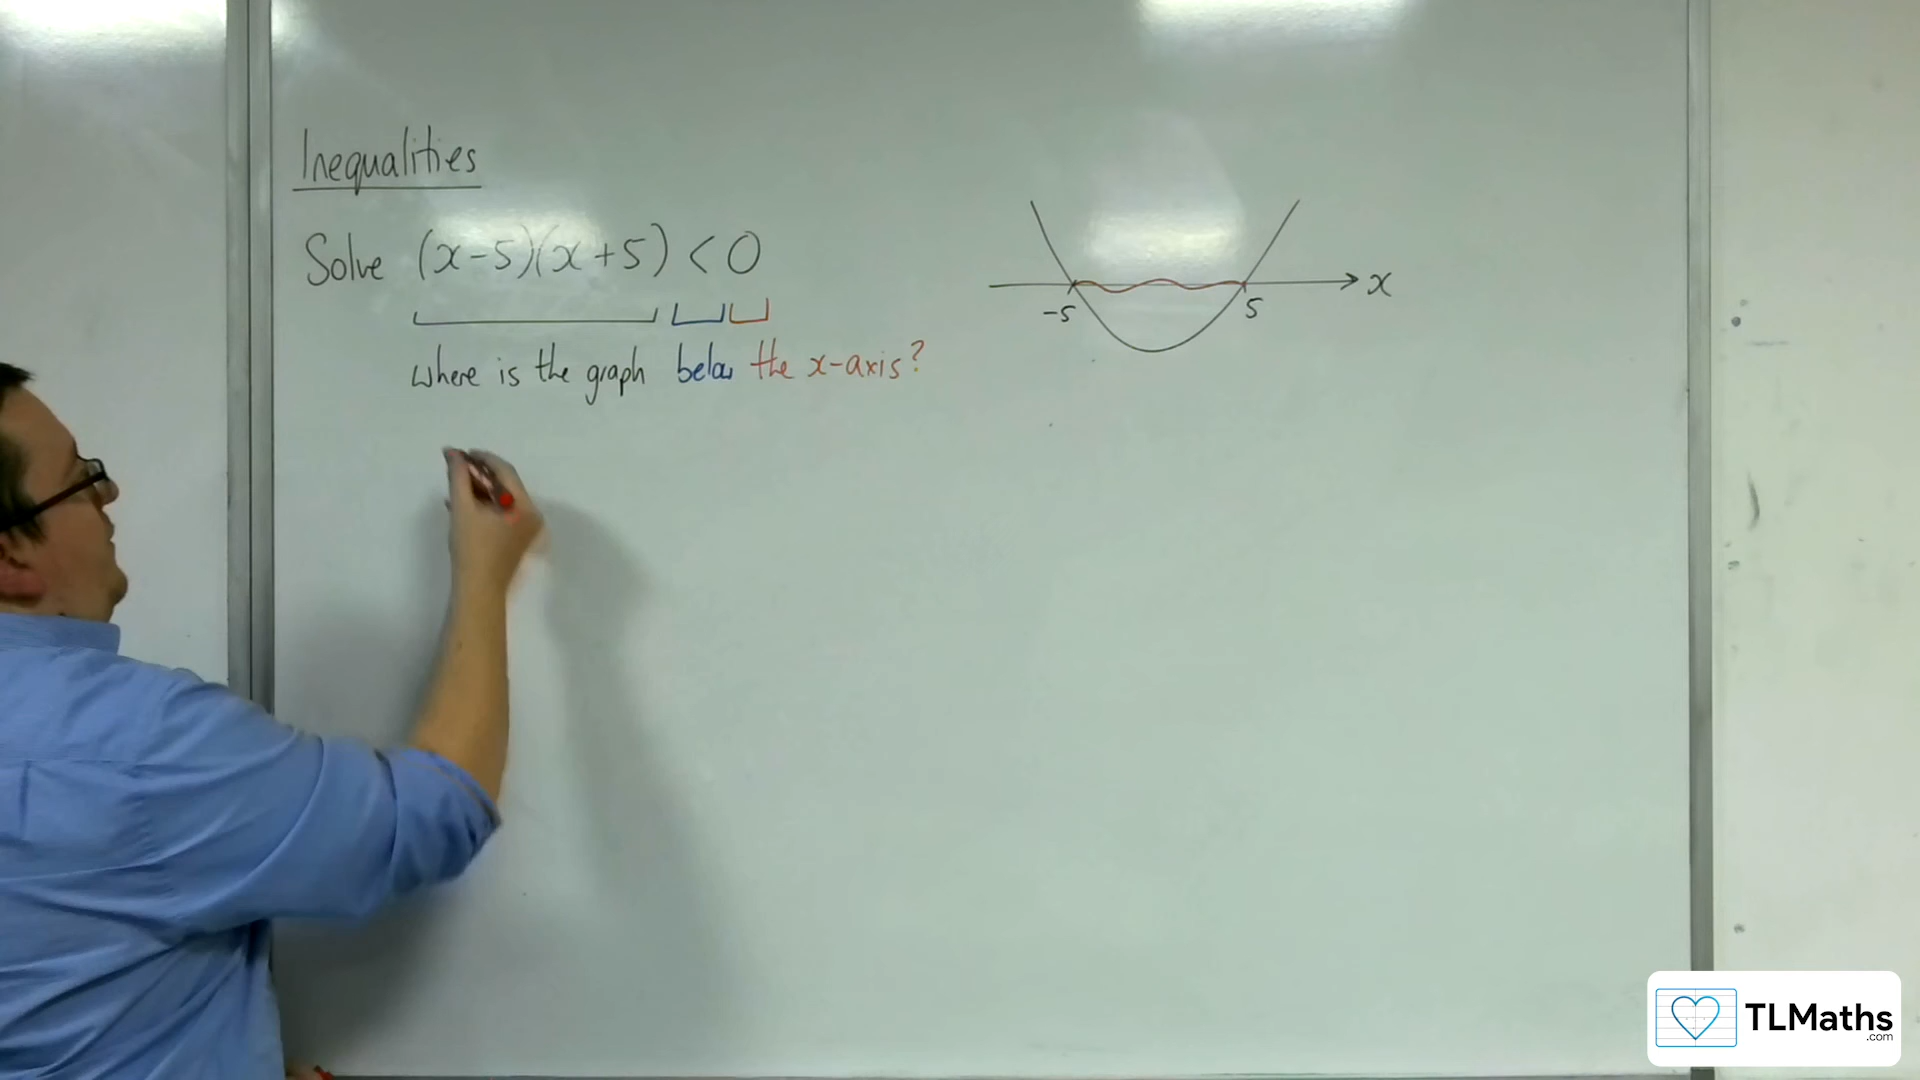 Inequalities
Solve (x-5)(x+5) < 0
where is the graph below the x-axis?
-5
5
x
TLMaths
.com